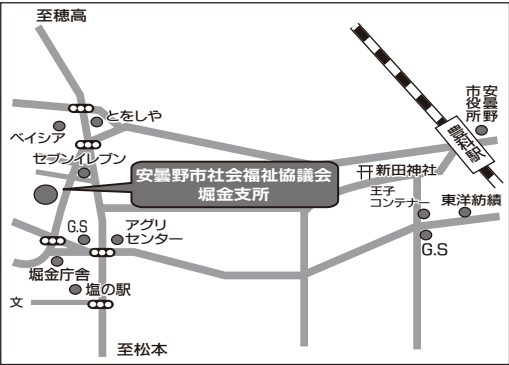 至穂高
とをしや
ベイシア
セブンイレブン
安曇野市社会福祉協議会
堀金支所
G.S
アグリ
センター
堀金庁舎
塩の駅
文
至松本
安曇野
市役所
豊科駅
新田神社
王子
コンテナー
東洋紡績
G.S